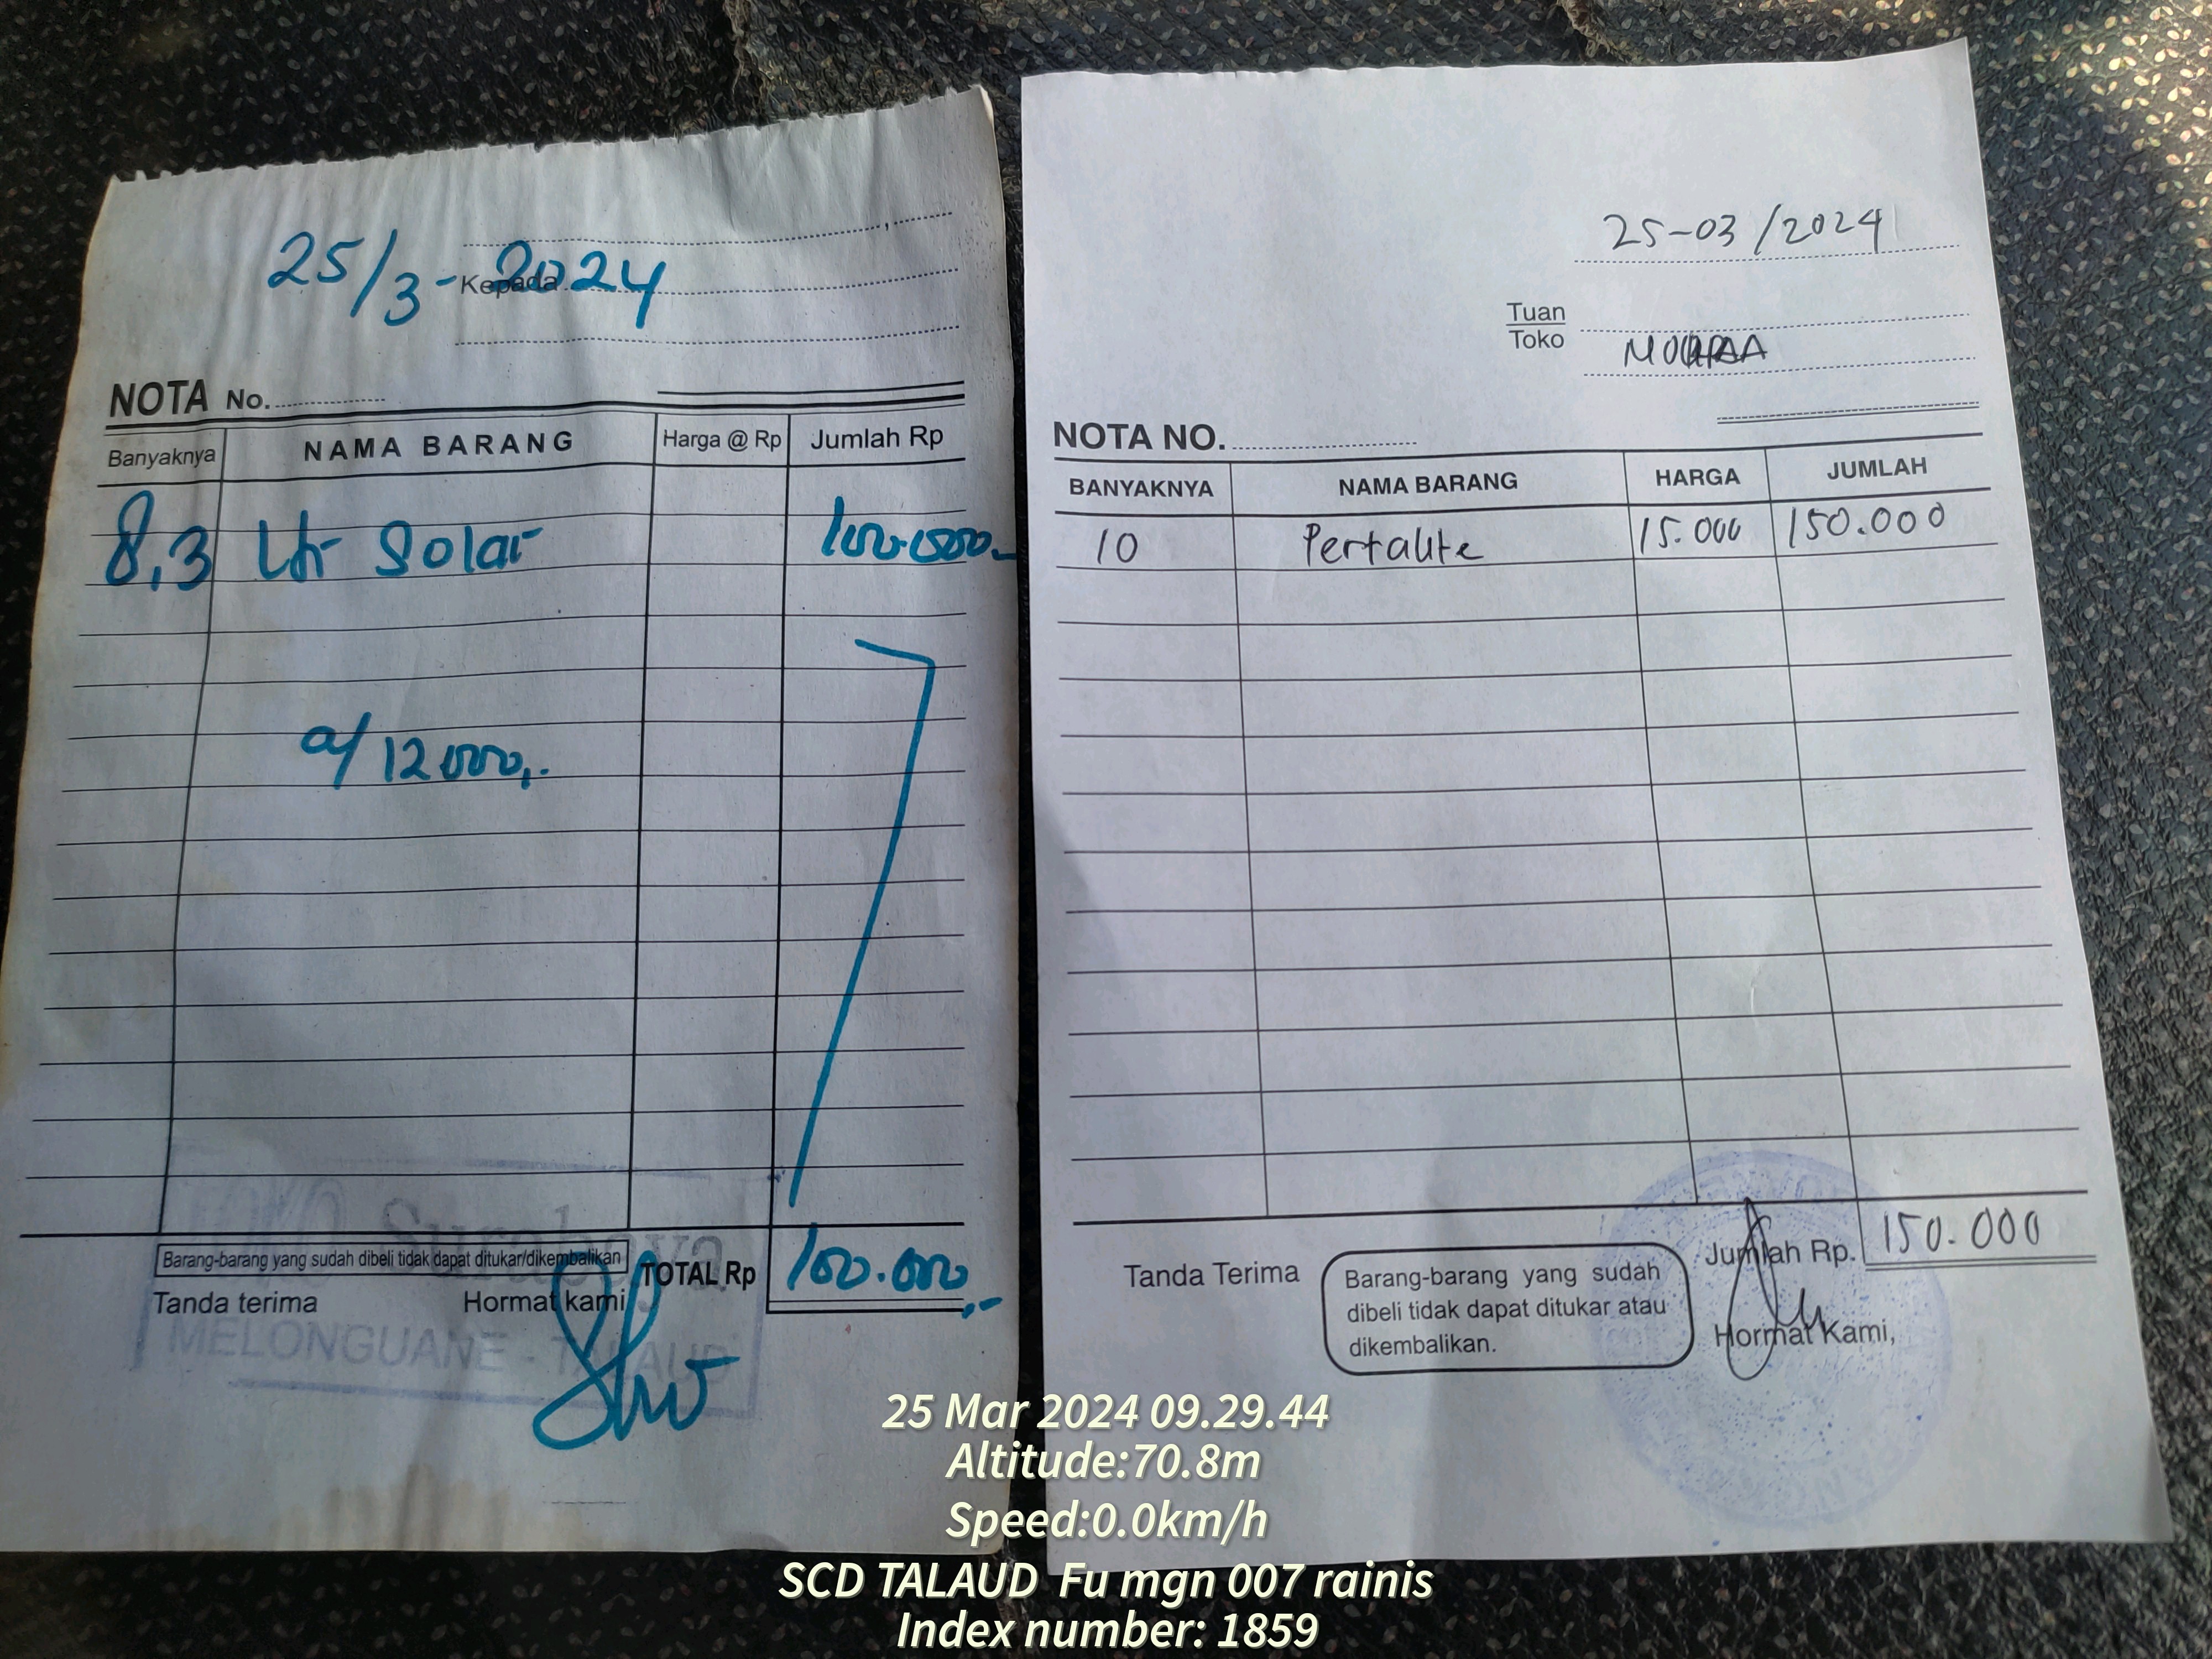 25/3-2024
Kepada
NOTA No.
Banyaknya NAMA BARANG Harga @ Rp Jumlah Rp
8,3 Ltr Solar 100.000,-
a/ 12000,.
Surabaya
Barang-barang yang sudah dibeli tidak dapat ditukar/dikembalikan
TOTAL Rp 100.000,-
Tanda terima Hormat kami
MELONGUANE - TALAUD
25-03/2024
Tuan
Toko
NOTA NO.
BANYAKNYA NAMA BARANG HARGA JUMLAH
10 Pertalite 15.000 150.000
Jumlah Rp. 150.000
Tanda Terima
Barang-barang yang sudah
dibeli tidak dapat ditukar atau
dikembalikan.
Hormat Kami,
25 Mar 2024 09.29.44
Altitude:70.8m
Speed:0.0km/h
SCD TALAUD Fu mgn 007 rainis
Index number: 1859